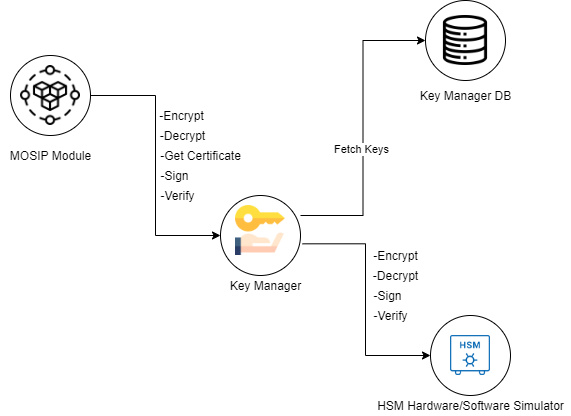 Key Manager DB
MOSIP Module
-Encrypt
-Decrypt
-Get Certificate
-Sign
-Verify
Fetch Keys
Key Manager
-Encrypt
-Decrypt
-Sign
-Verify
HSM
HSM Hardware/Software Simulator